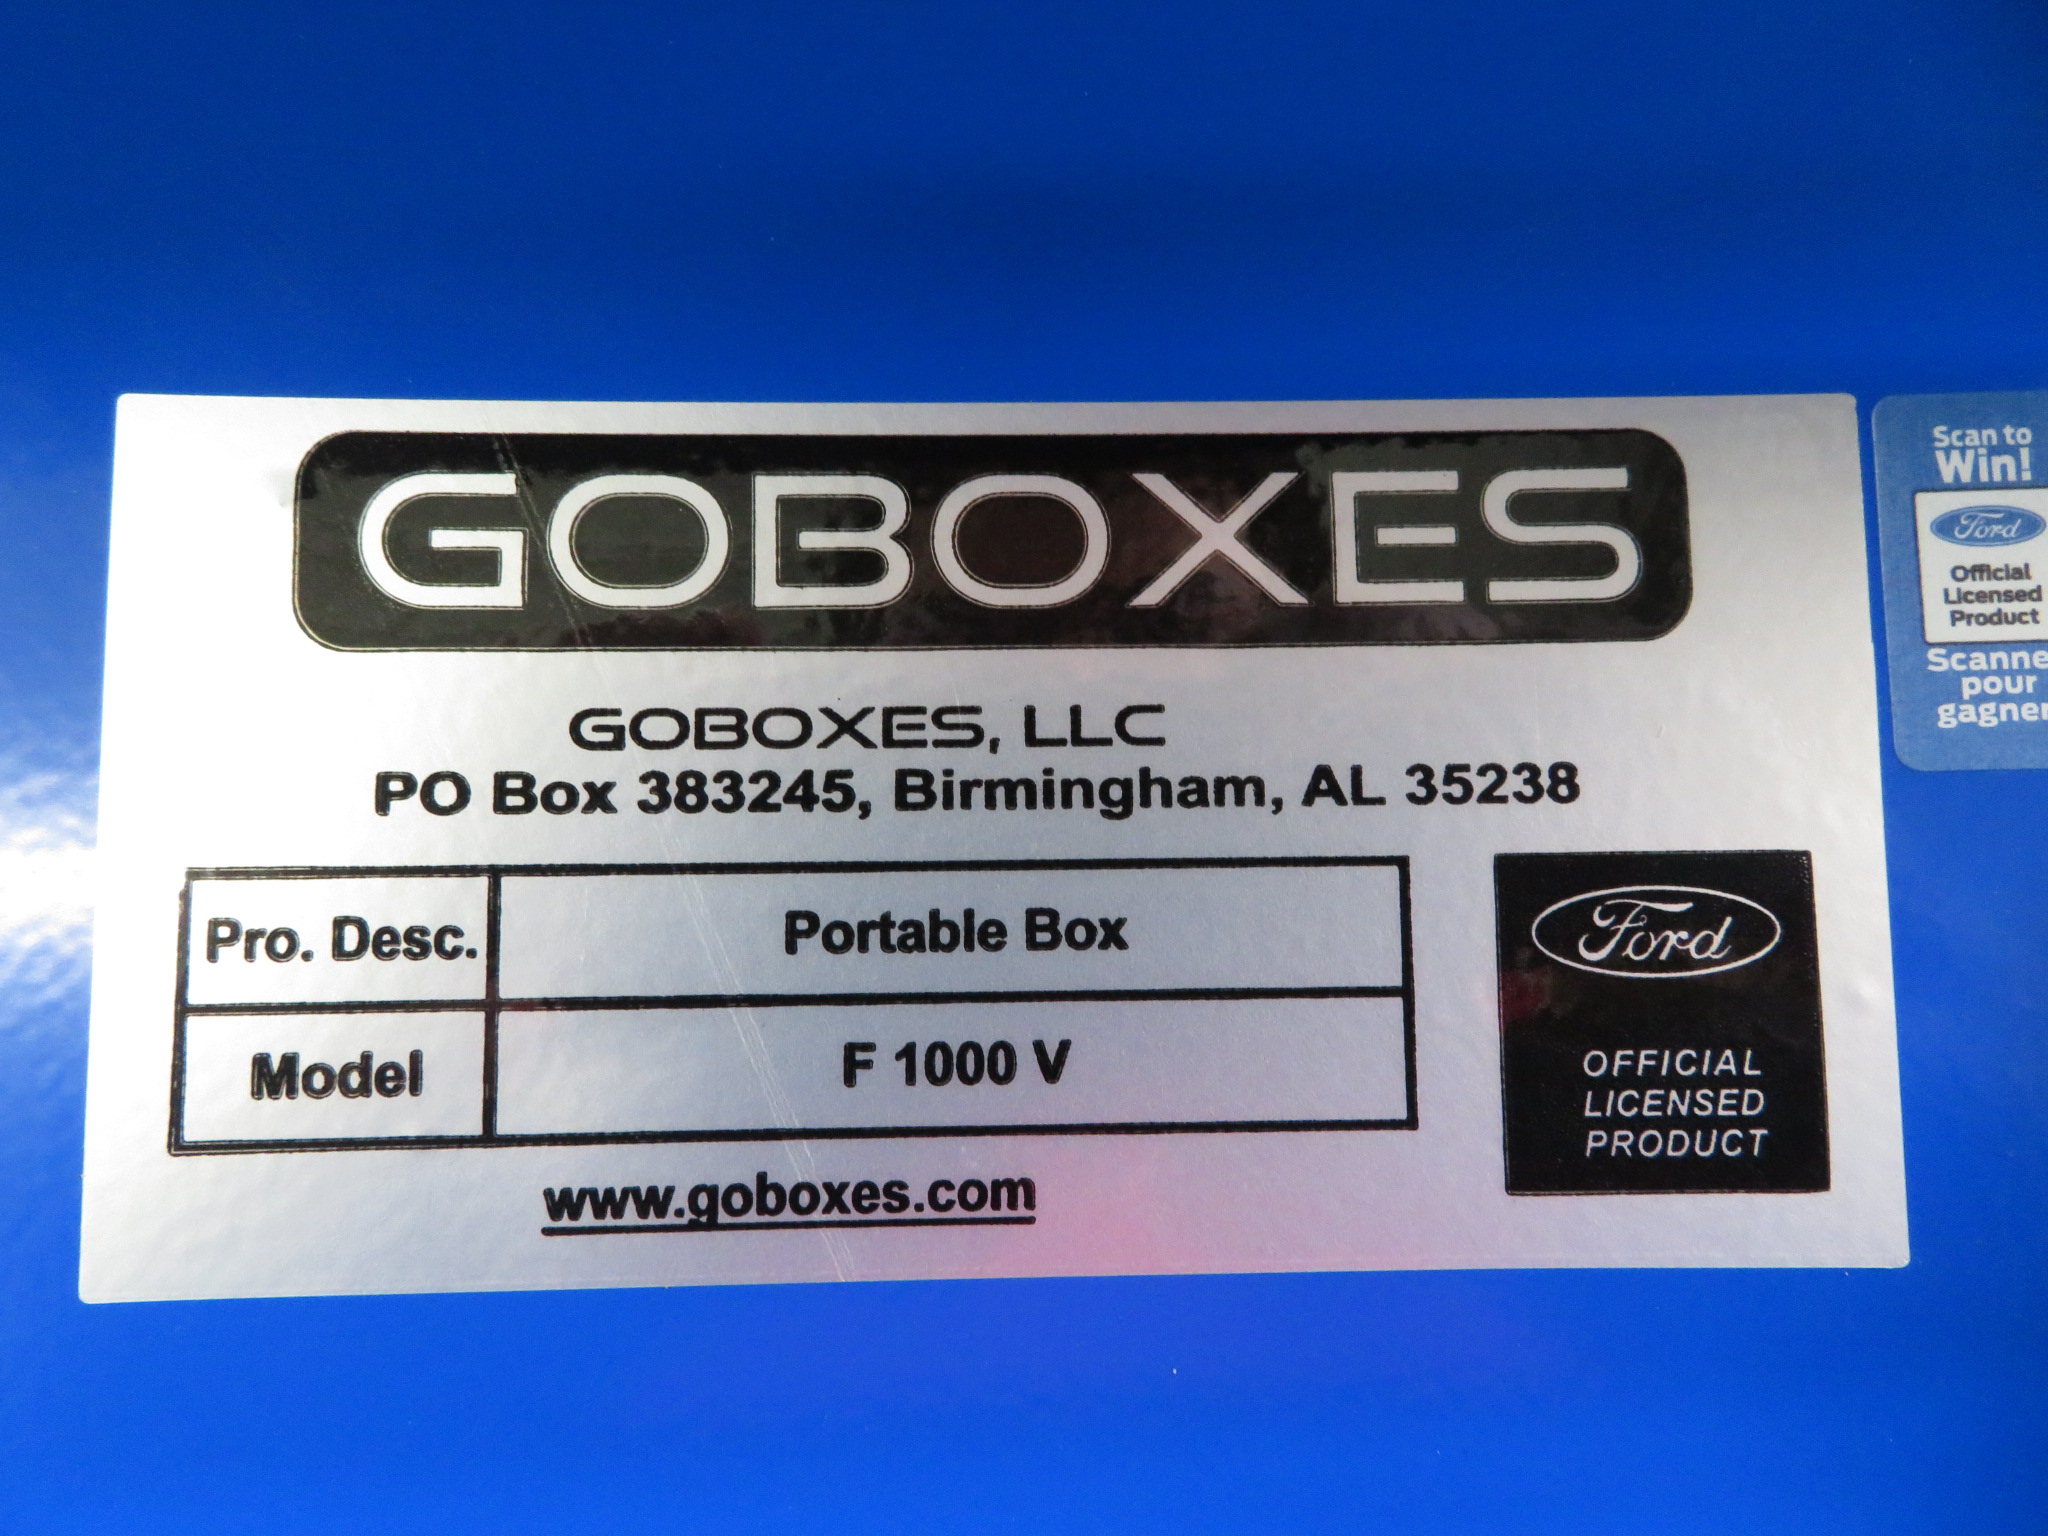 GOBOXES
GOBOXES, LLC
PO Box 383245, Birmingham, AL 35238
Pro. Desc. Portable Box
Model F 1000 V
www.goboxes.com
Ford
OFFICIAL
LICENSED
PRODUCT
Scan to
Win!
Ford
Official
Licensed
Product
Scanne
pour
gagner